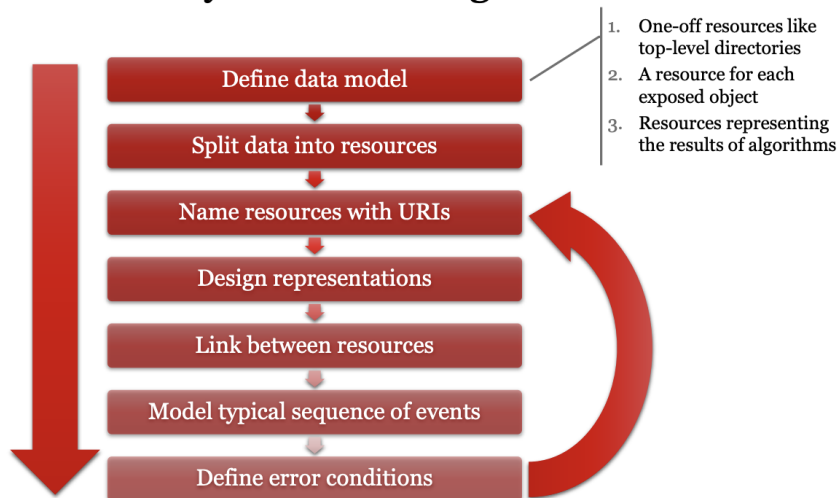 1. One-off resources like
top-level directories
2. A resource for each
exposed object
3. Resources representing
the results of algorithms
Define data model
Split data into resources
Name resources with URIs
Design representations
Link between resources
Model typical sequence of events
Define error conditions